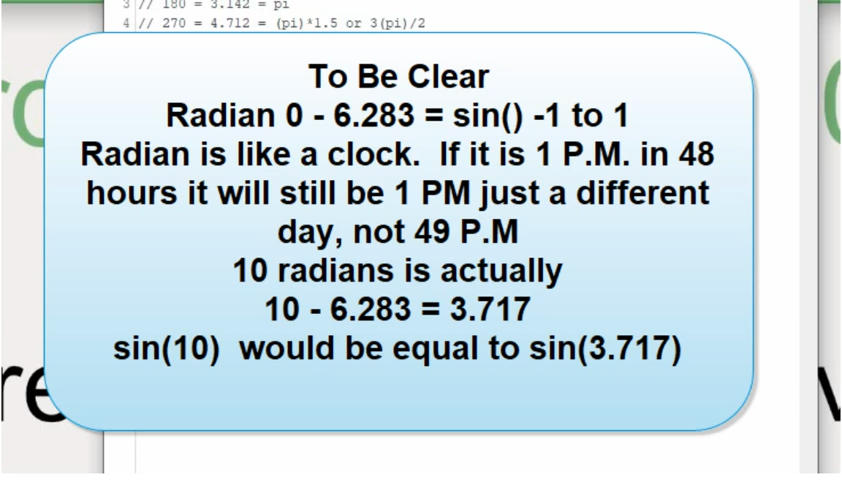 3 // 180 = 3.142 = pi
4 // 270 = 4.712 = (pi)*1.5 or 3(pi)/2
To Be Clear
Radian 0 - 6.283 = sin() -1 to 1
Radian is like a clock. If it is 1 P.M. in 48
hours it will still be 1 PM just a different
day, not 49 P.M
10 radians is actually
10 - 6.283 = 3.717
sin(10) would be equal to sin(3.717)